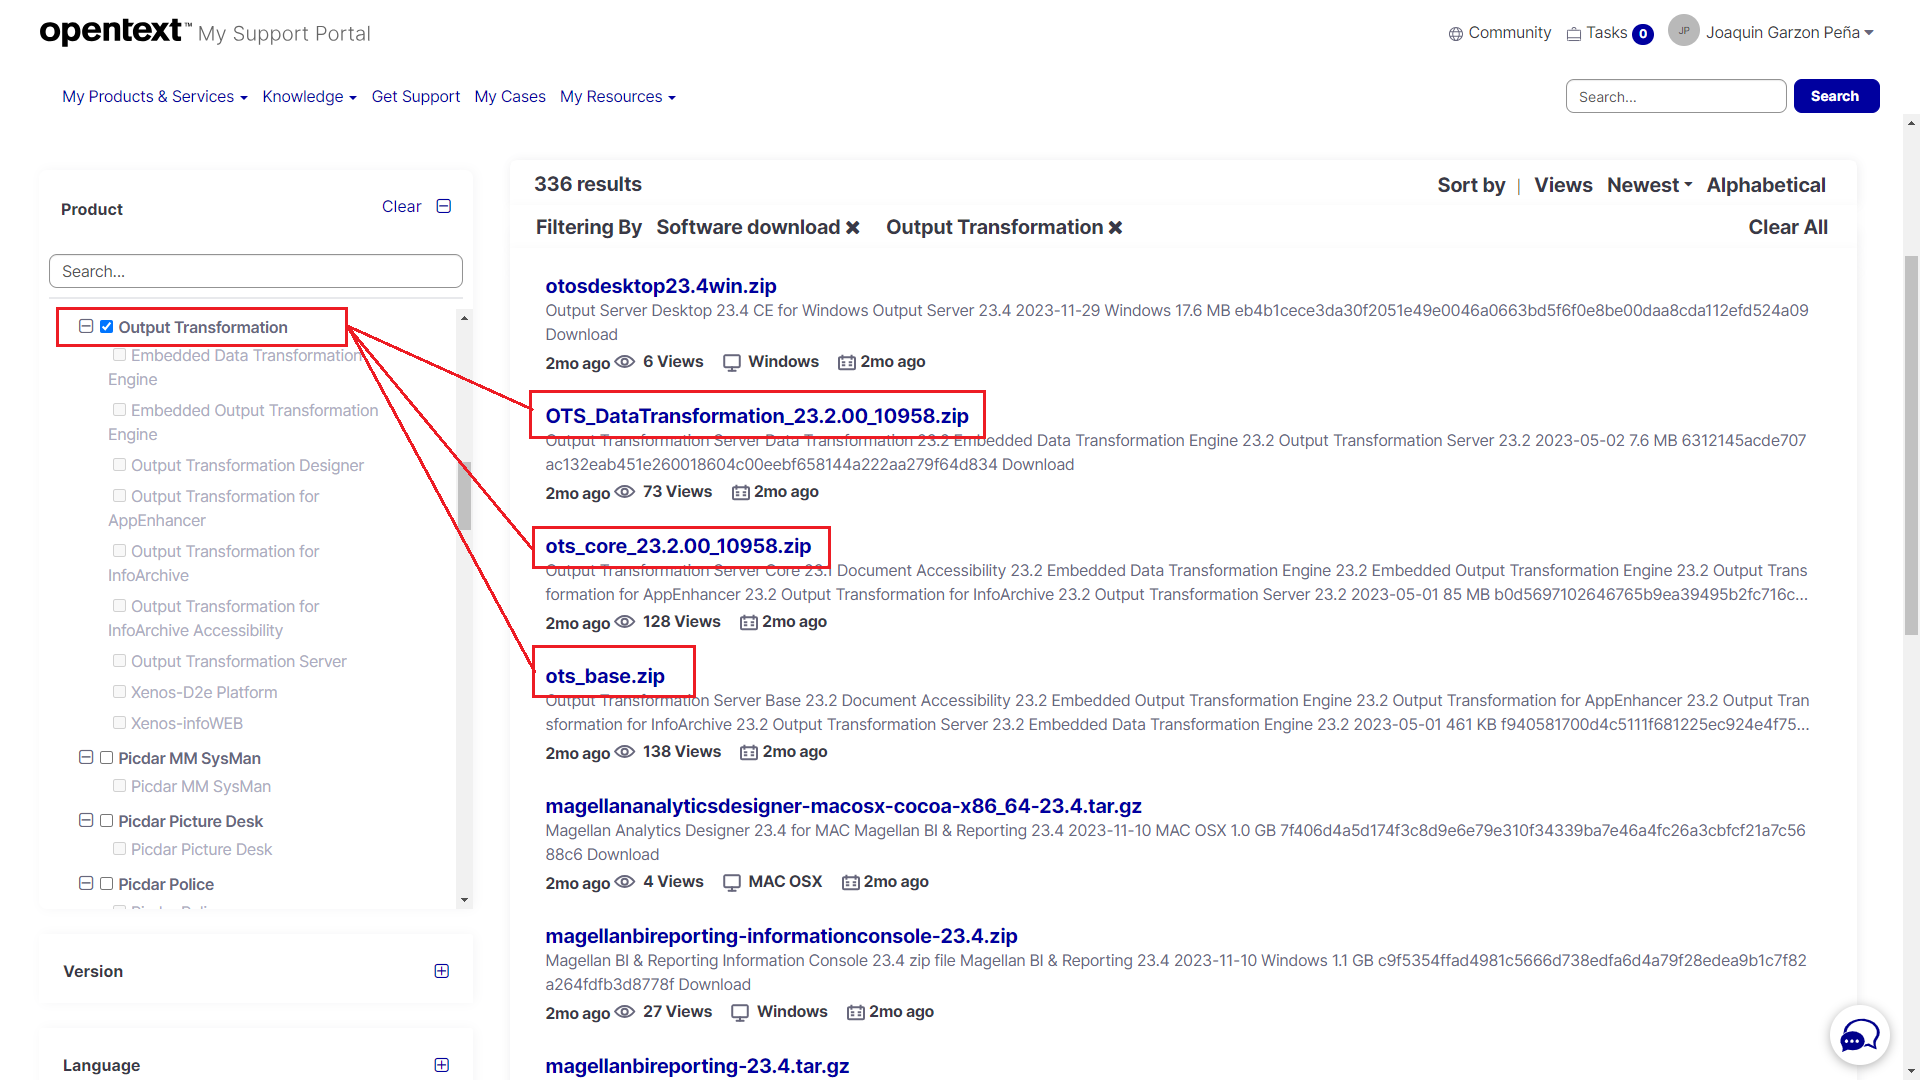 opentext™ My Support Portal
Community Tasks 0 JP Joaquin Garzon Peña
My Products & Services Knowledge Get Support My Cases My Resources
Search... Search
Product Clear
Search...
Output Transformation
Embedded Data Transformation
Engine
Embedded Output Transformation
Engine
Output Transformation Designer
Output Transformation for
AppEnhancer
Output Transformation for
InfoArchive
Output Transformation for
InfoArchive Accessibility
Output Transformation Server
Xenos-D2e Platform
Xenos-infoWEB
Picdar MM SysMan
Picdar MM SysMan
Picdar Picture Desk
Picdar Picture Desk
Picdar Police
Version
Language
336 results
Sort by | Views Newest Alphabetical
Filtering By Software download Output Transformation Clear All
otosdesktop23.4win.zip
Output Server Desktop 23.4 CE for Windows Output Server 23.4 2023-11-29 Windows 17.6 MB eb4b1cece3da30f2051e49e0046a0663bd5f6f0e8be00daa8cda112efd524a09
Download
2mo ago 6 Views Windows 2mo ago
OTS_DataTransformation_23.2.00_10958.zip
Output Transformation Server Data Transformation 23.2 Embedded Data Transformation Engine 23.2 Output Transformation Server 23.2 2023-05-02 7.6 MB 6312145acde707
ac132eab451e260018604c00eebf658144a222aa279f64d834 Download
2mo ago 73 Views 2mo ago
ots_core_23.2.00_10958.zip
Output Transformation Server Core 23.1 Document Accessibility 23.2 Embedded Data Transformation Engine 23.2 Embedded Output Transformation Engine 23.2 Output Trans
formation for AppEnhancer 23.2 Output Transformation for InfoArchive 23.2 Output Transformation Server 23.2 2023-05-01 85 MB b0d5697102646765b9ea39495b2fc716c...
2mo ago 128 Views 2mo ago
ots_base.zip
Output Transformation Server Base 23.2 Document Accessibility 23.2 Embedded Output Transformation Engine 23.2 Output Transformation for AppEnhancer 23.2 Output Tran
sformation for InfoArchive 23.2 Output Transformation Server 23.2 Embedded Data Transformation Engine 23.2 2023-05-01 461 KB f940581700d4c5111f681225ec924e4f75...
2mo ago 138 Views 2mo ago
magellananalyticsdesigner-macosx-cocoa-x86_64-23.4.tar.gz
Magellan Analytics Designer 23.4 for MAC Magellan BI & Reporting 23.4 2023-11-10 MAC OSX 1.0 GB 7f406d4a5d174f3c8d9e6e79e310f34339ba7e46a4fc26a3cbfcf21a7c56
88c6 Download
2mo ago 4 Views MAC OSX 2mo ago
magellanbireporting-informationconsole-23.4.zip
Magellan BI & Reporting Information Console 23.4 zip file Magellan BI & Reporting 23.4 2023-11-10 Windows 1.1 GB c9f5354ffad4981c5666d738edfa6d4a79f28edea9b1c7f82
a264fdfb3d8778f Download
2mo ago 27 Views Windows 2mo ago
magellanbireporting-23.4.tar.gz